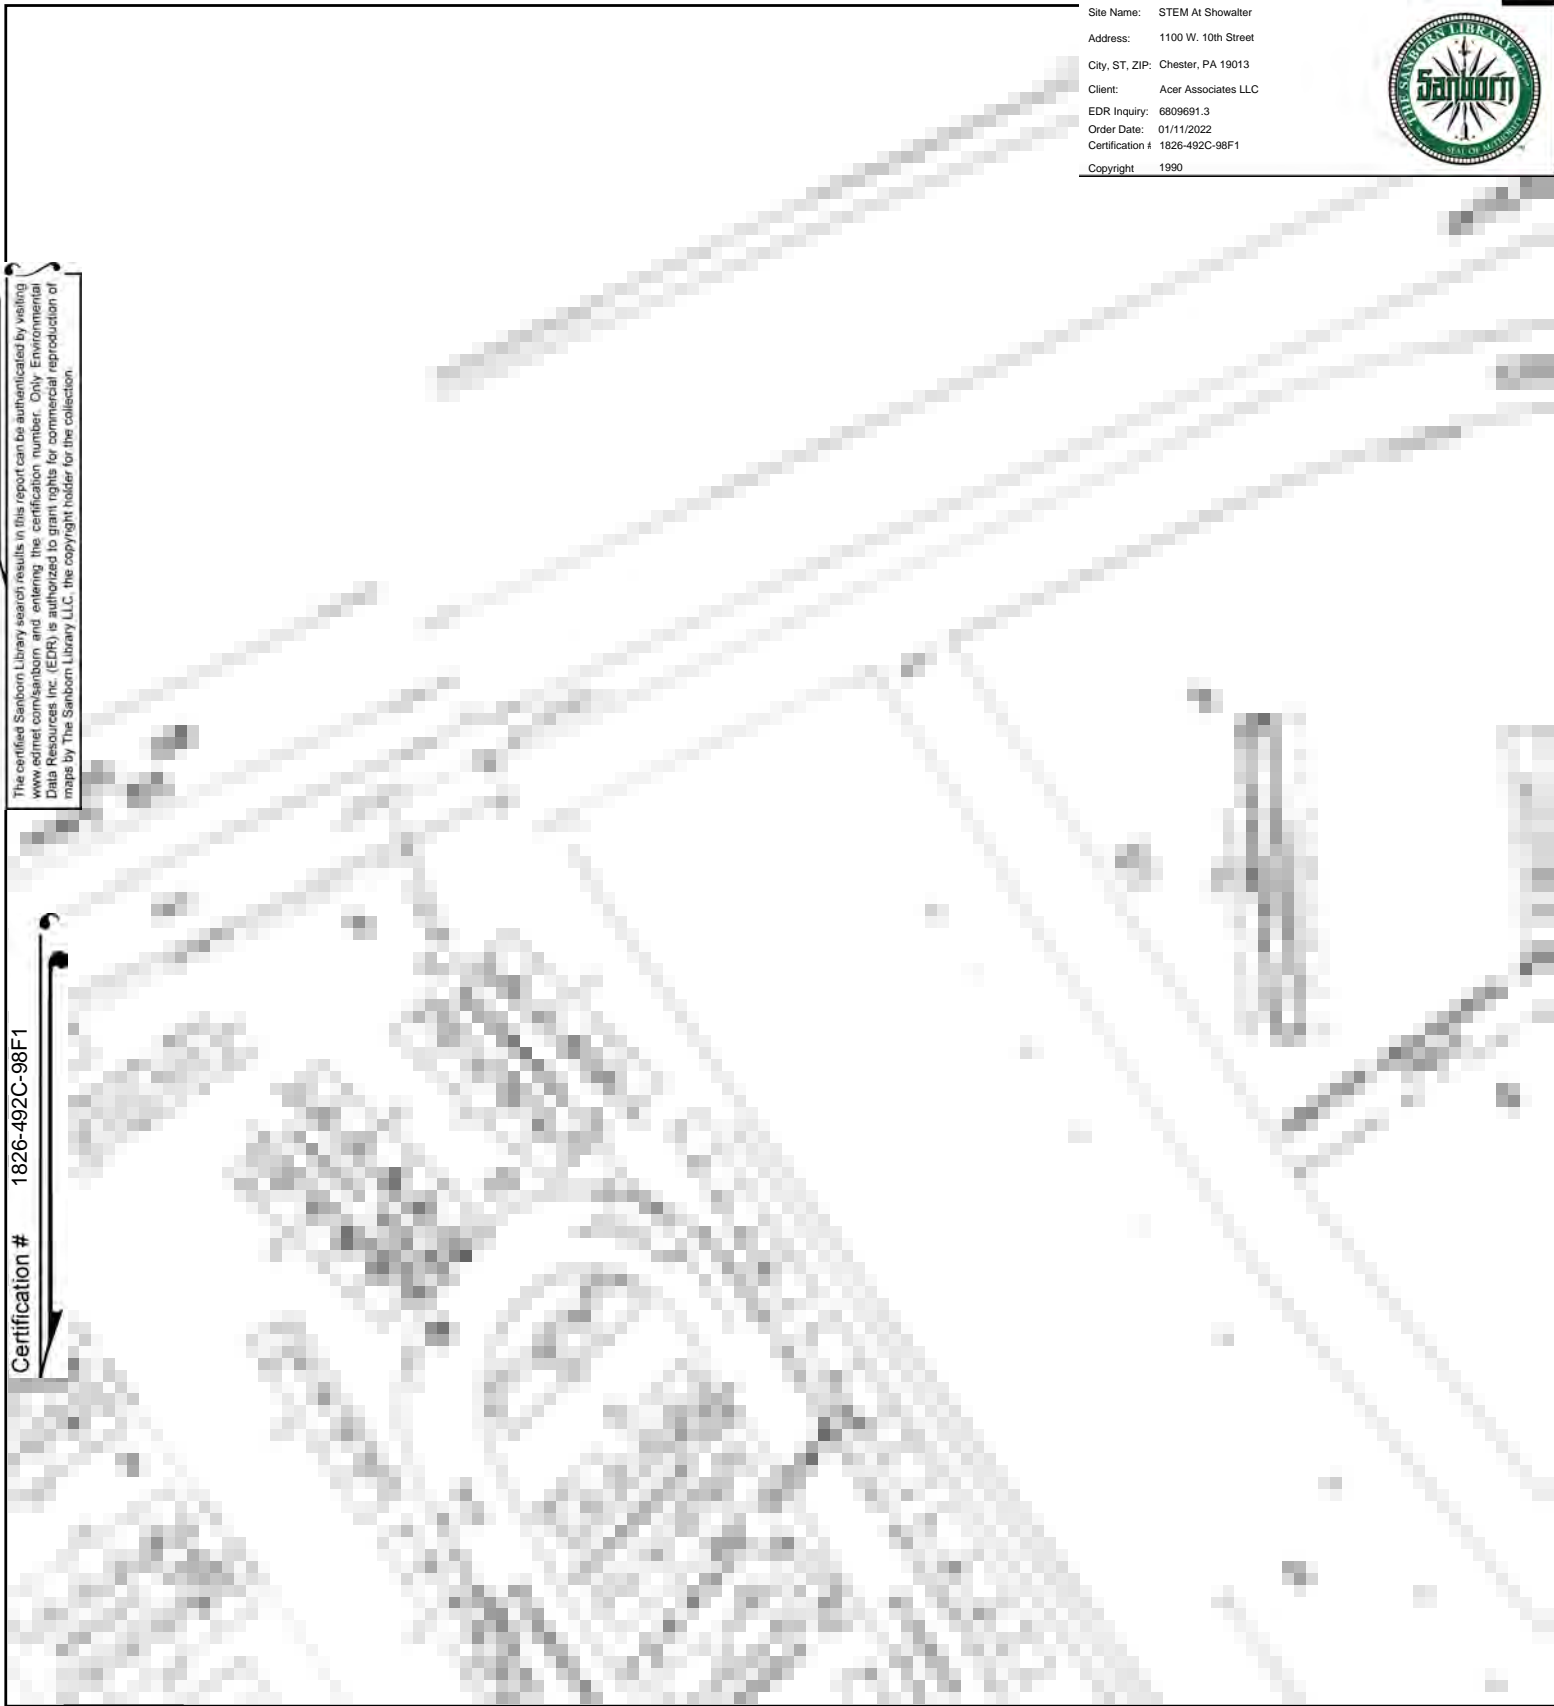 Site Name: STEM At Showalter
Address: 1100 W. 10th Street
City, ST, ZIP: Chester, PA 19013
Client: Acer Associates LLC
EDR Inquiry: 6809691.3
Order Date: 01/11/2022
Certification # 1826-492C-98F1
Copyright 1990
THE SANBORN LIBRARY, LLC
Sanborn
SEAL OF AUTHORITY
The certified Sanborn Library search results in this report can be authenticated by visiting
www.edrnet.com/sanborn and entering the certification number. Only Environmental
Data Resources Inc. (EDR) is authorized to grant rights for commercial reproduction of
maps by The Sanborn Library LLC, the copyright holder for the collection.
Certification # 1826-492C-98F1